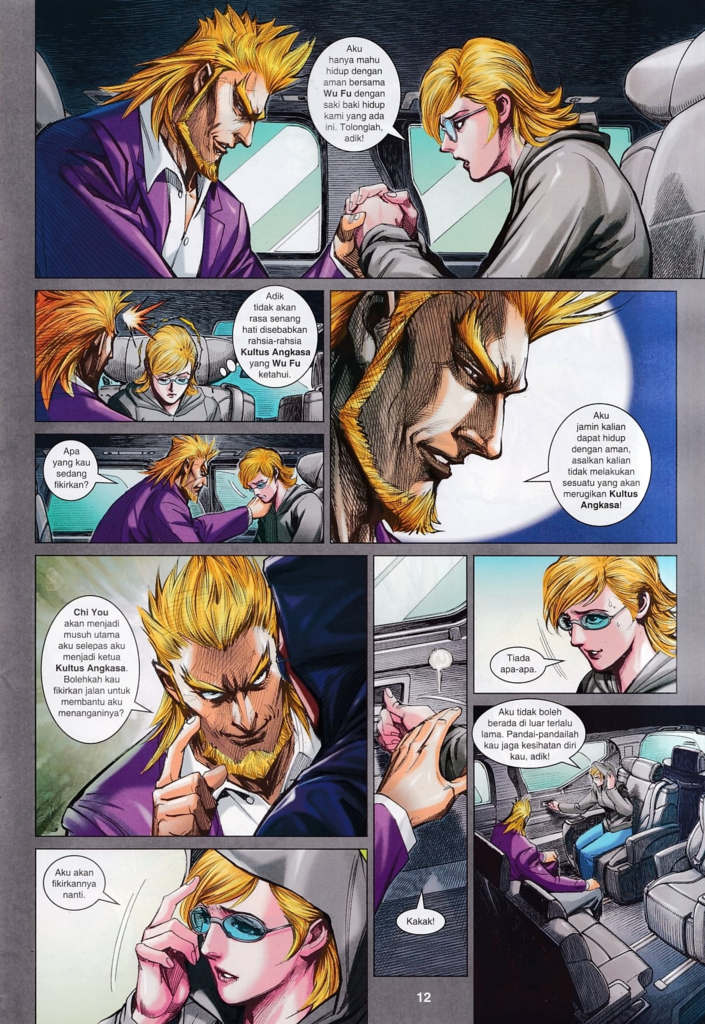 Aku
hanya mahu
hidup dengan
aman bersama
Wu Fu dengan
saki baki hidup
kami yang ada
ini. Tolonglah,
adik!
Adik
tidak akan
rasa senang
hati disebabkan
rahsia-rahsia
Kultus Angkasa
yang Wu Fu
ketahui.
Apa
yang kau
sedang
fikirkan?
Aku
jamin kalian
dapat hidup
dengan aman,
asalkan kalian
tidak melakukan
sesuatu yang akan
merugikan Kultus
Angkasa!
Chi You
akan menjadi
musuh utama
aku selepas aku
menjadi ketua
Kultus Angkasa.
Bolehkah kau
fikirkan jalan untuk
membantu aku
menanganinya?
Tiada
apa-apa.
Aku tidak boleh
berada di luar terlalu
lama. Pandai-pandailah
kau jaga kesihatan diri
kau, adik!
Aku akan
fikirkannya
nanti.
Kakak!
12